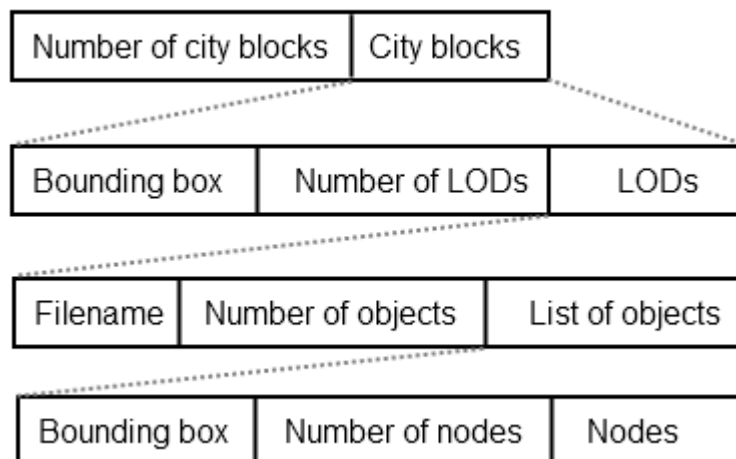 Number of city blocks City blocks
Bounding box Number of LODs LODs
Filename Number of objects List of objects
Bounding box Number of nodes Nodes